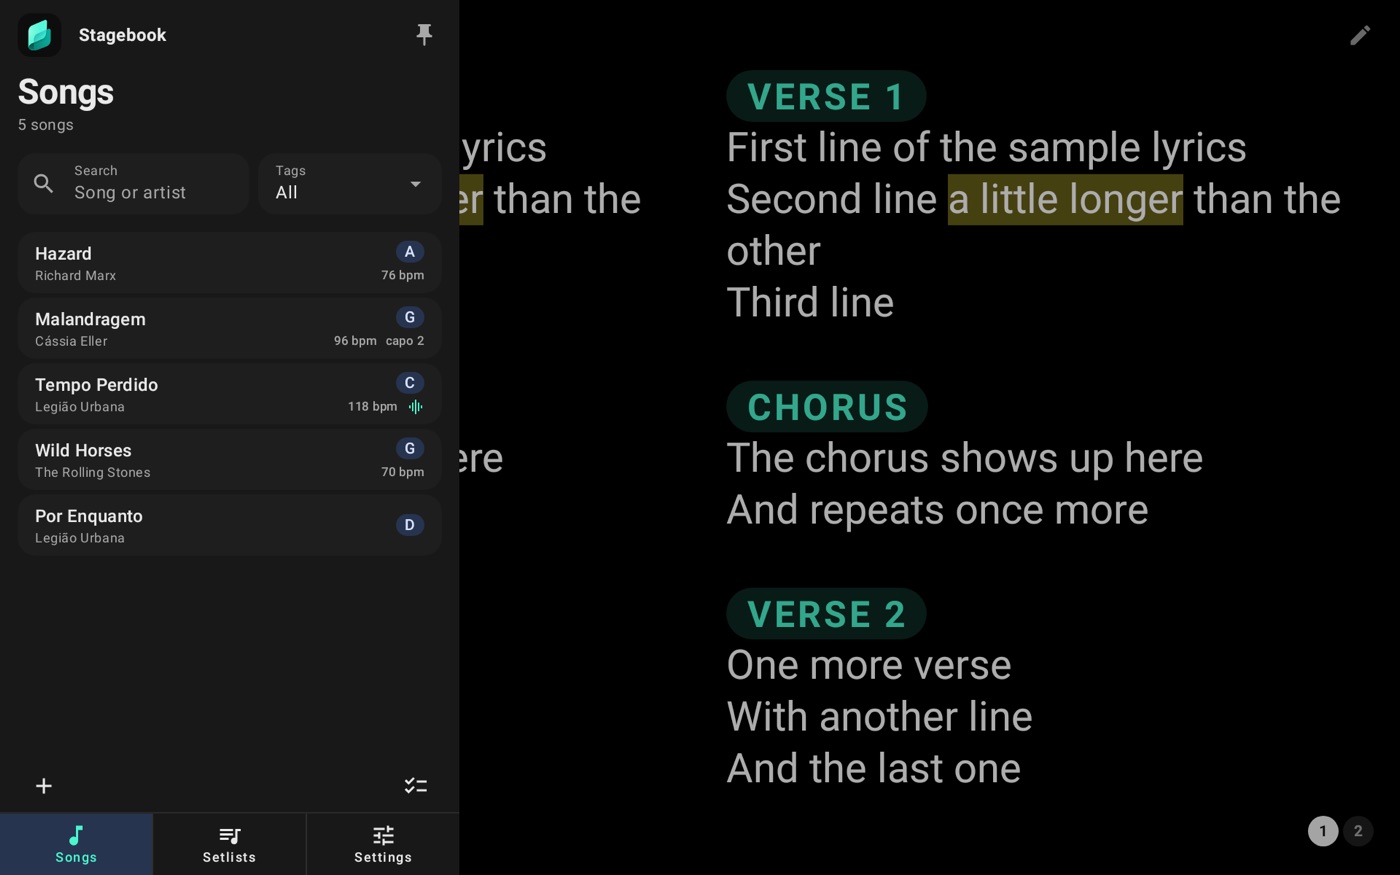 Stagebook
Songs
5 songs
Search
Song or artist
Tags
All
Hazard
A
Richard Marx
76 bpm
Malandragem
G
Cássia Eller
96 bpm capo 2
Tempo Perdido
C
Legião Urbana
118 bpm
Wild Horses
G
The Rolling Stones
70 bpm
Por Enquanto
D
Legião Urbana
Songs
Setlists
Settings
yrics
er than the
ere
VERSE 1
First line of the sample lyrics
Second line a little longer than the
other
Third line
CHORUS
The chorus shows up here
And repeats once more
VERSE 2
One more verse
With another line
And the last one
1 2